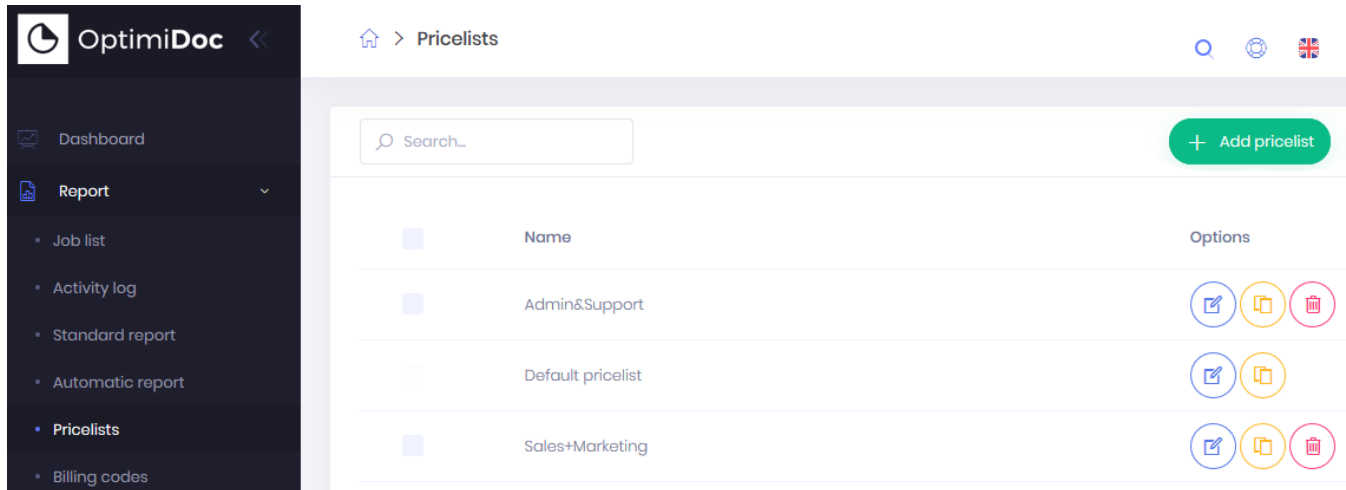 OptimiDoc
> Pricelists
Dashboard
Search...
+ Add pricelist
Report
Job list
Name
Options
Activity log
Admin&Support
Standard report
Default pricelist
Automatic report
Pricelists
Sales+Marketing
Billing codes